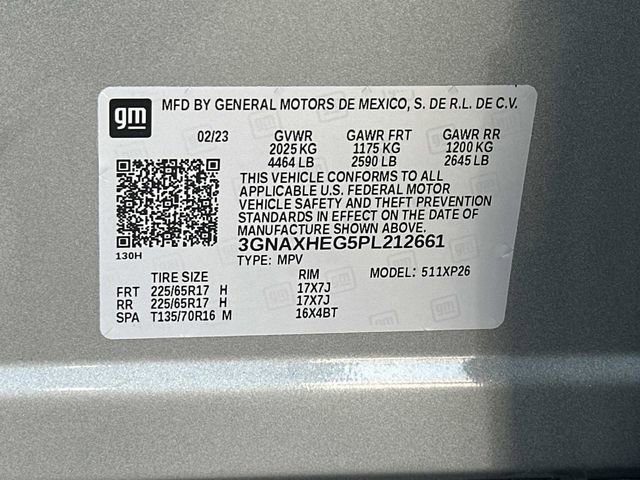 gm
MFD BY GENERAL MOTORS DE MEXICO, S. DE R.L. DE C.V.
02/23 GVWR GAWR FRT GAWR RR
2025 KG 1175 KG 1200 KG
4464 LB 2590 LB 2645 LB
THIS VEHICLE CONFORMS TO ALL
APPLICABLE U.S. FEDERAL MOTOR
VEHICLE SAFETY AND THEFT PREVENTION
STANDARDS IN EFFECT ON THE DATE OF
MANUFACTURE SHOWN ABOVE.
3GNAXHEG5PL212661
130H
TYPE: MPV
TIRE SIZE RIM MODEL: 511XP26
FRT 225/65R17 H 17X7J
RR 225/65R17 H 17X7J
SPA T135/70R16 M 16X4BT